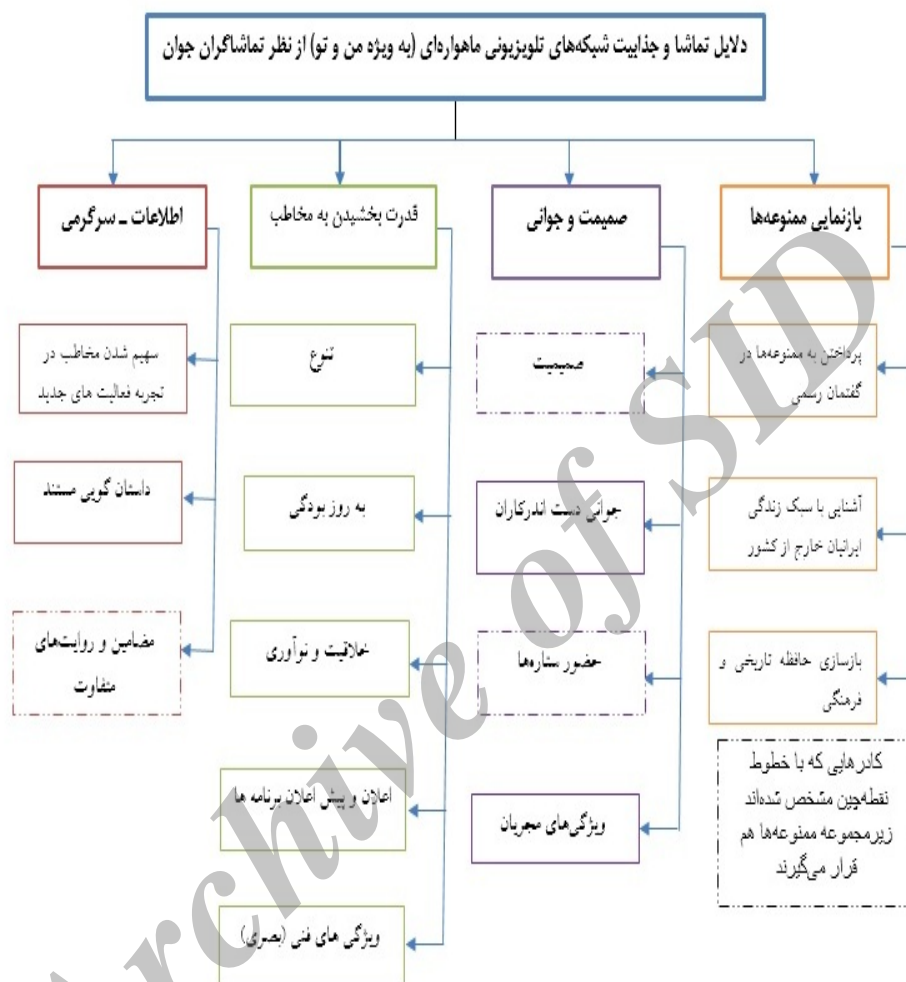 دلایل تماشا و جذابیت شبکه‌های تلویزیونی ماهواره‌ای (به ویژه من و تو) از نظر تماشاگران جوان
بازنمایی ممنوعه‌ها
پرداختن به ممنوعه‌ها در
گفتمان رسمی
آشنایی با سبک زندگی
ایرانیان خارج از کشور
بازسازی حافظه تاریخی و
فرهنگی
کادرهایی که با خطوط
نقطه‌چین مشخص شده‌اند
زیرمجموعه ممنوعه‌ها هم
قرار می‌گیرند
صمیمت و جوانی
صمیمیت
جوانی دست اندرکاران
حضور ستاره‌ها
ویژگی‌های مجریان
قدرت بخشیدن به مخاطب
تنوع
به روز بودگی
خلاقیت و نوآوری
اعلان و پیش اعلان برنامه ها
ویژگی های فنی (بصری)
اطلاعات ــ سرگرمی
سهیم شدن مخاطب در
تجربه فعالیت های جدید
داستان گویی مستند
مضامین و روایت‌های
متفاوت
Archive of SID